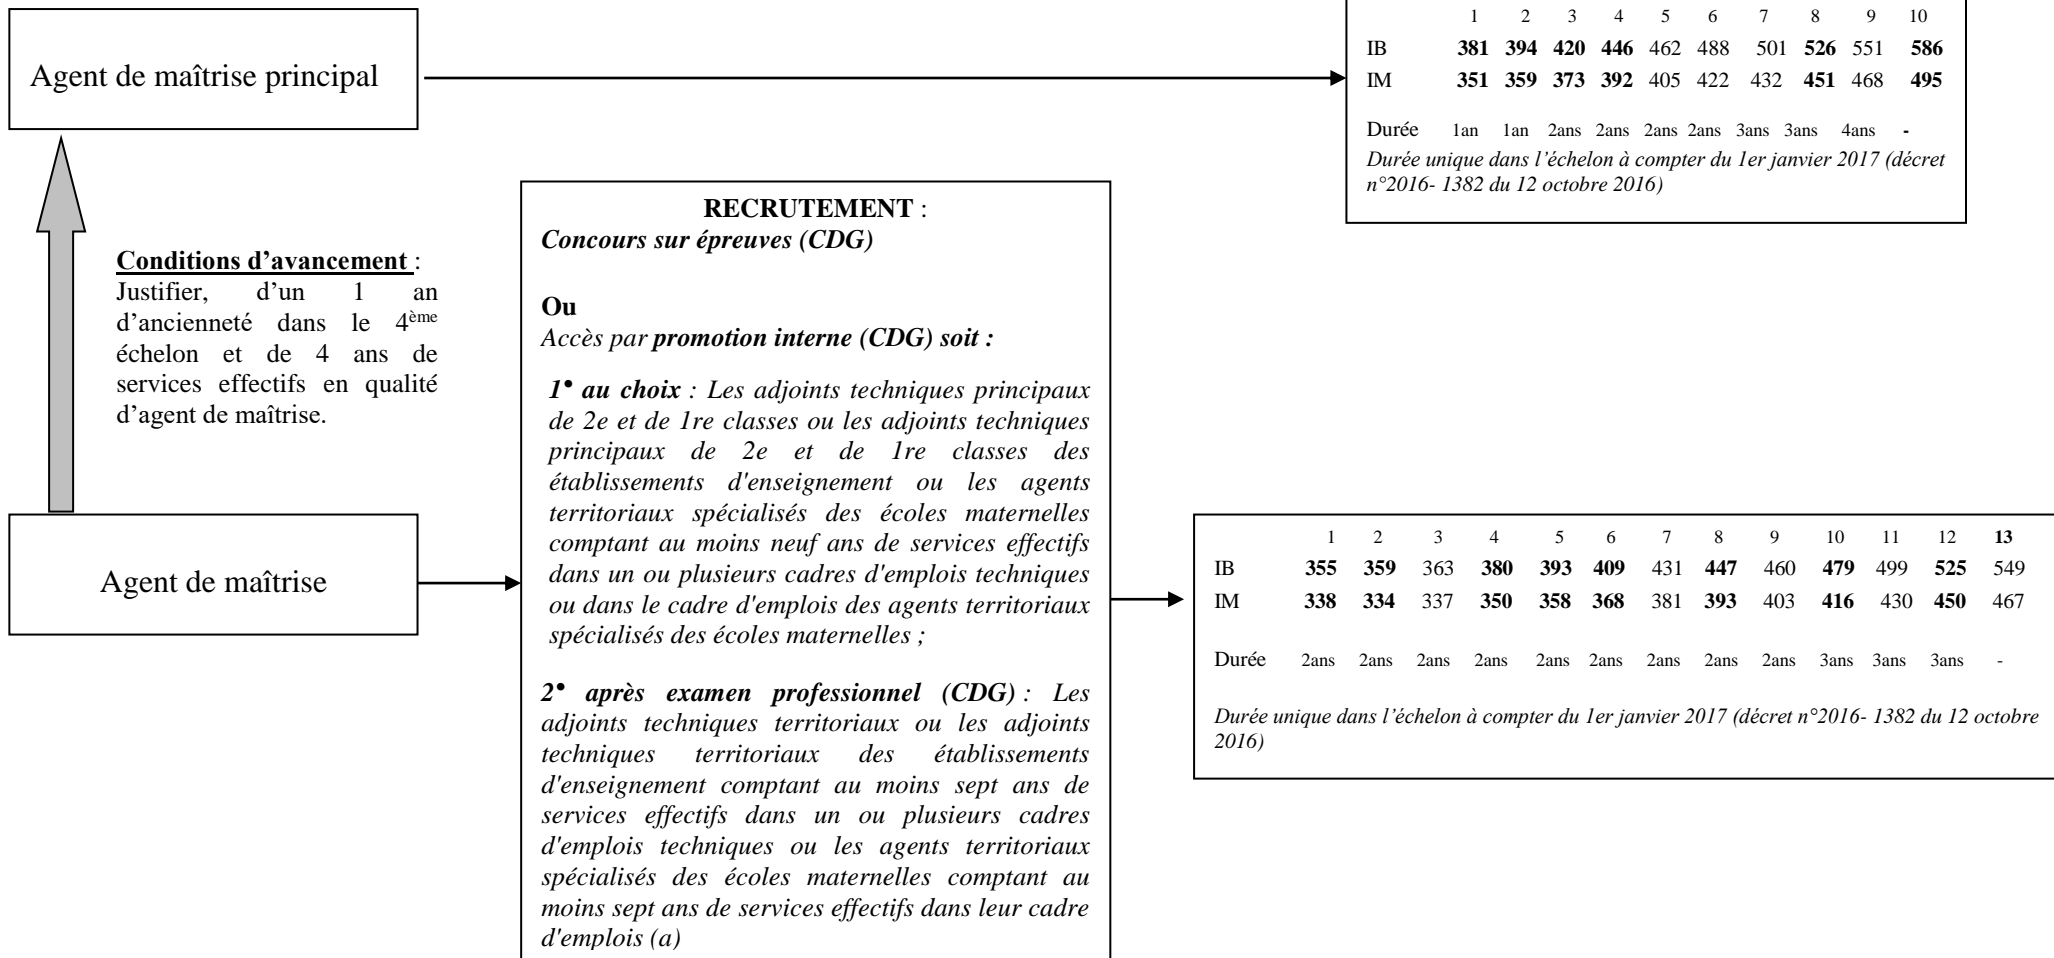 Agent de maîtrise principal
1 2 3 4 5 6 7 8 9 10
IB 381 394 420 446 462 488 501 526 551 586
IM 351 359 373 392 405 422 432 451 468 495
Durée 1an 1an 2ans 2ans 2ans 2ans 3ans 3ans 4ans -
Durée unique dans l’échelon à compter du 1er janvier 2017 (décret
n°2016- 1382 du 12 octobre 2016)
Conditions d’avancement :
Justifier, d’un 1 an
d’ancienneté dans le 4ème
échelon et de 4 ans de
services effectifs en qualité
d’agent de maîtrise.
Agent de maîtrise
RECRUTEMENT :
Concours sur épreuves (CDG)
Ou
Accès par promotion interne (CDG) soit :
1• au choix : Les adjoints techniques principaux
de 2e et de 1re classes ou les adjoints techniques
principaux de 2e et de 1re classes des
établissements d'enseignement ou les agents
territoriaux spécialisés des écoles maternelles
comptant au moins neuf ans de services effectifs
dans un ou plusieurs cadres d'emplois techniques
ou dans le cadre d'emplois des agents territoriaux
spécialisés des écoles maternelles ;
2• après examen professionnel (CDG) : Les
adjoints techniques territoriaux ou les adjoints
techniques territoriaux des établissements
d'enseignement comptant au moins sept ans de
services effectifs dans un ou plusieurs cadres
d'emplois techniques ou les agents territoriaux
spécialisés des écoles maternelles comptant au
moins sept ans de services effectifs dans leur cadre
d'emplois (a)
1 2 3 4 5 6 7 8 9 10 11 12 13
IB 355 359 363 380 393 409 431 447 460 479 499 525 549
IM 338 334 337 350 358 368 381 393 403 416 430 450 467
Durée 2ans 2ans 2ans 2ans 2ans 2ans 2ans 2ans 2ans 3ans 3ans 3ans -
Durée unique dans l’échelon à compter du 1er janvier 2017 (décret n°2016- 1382 du 12 octobre
2016)